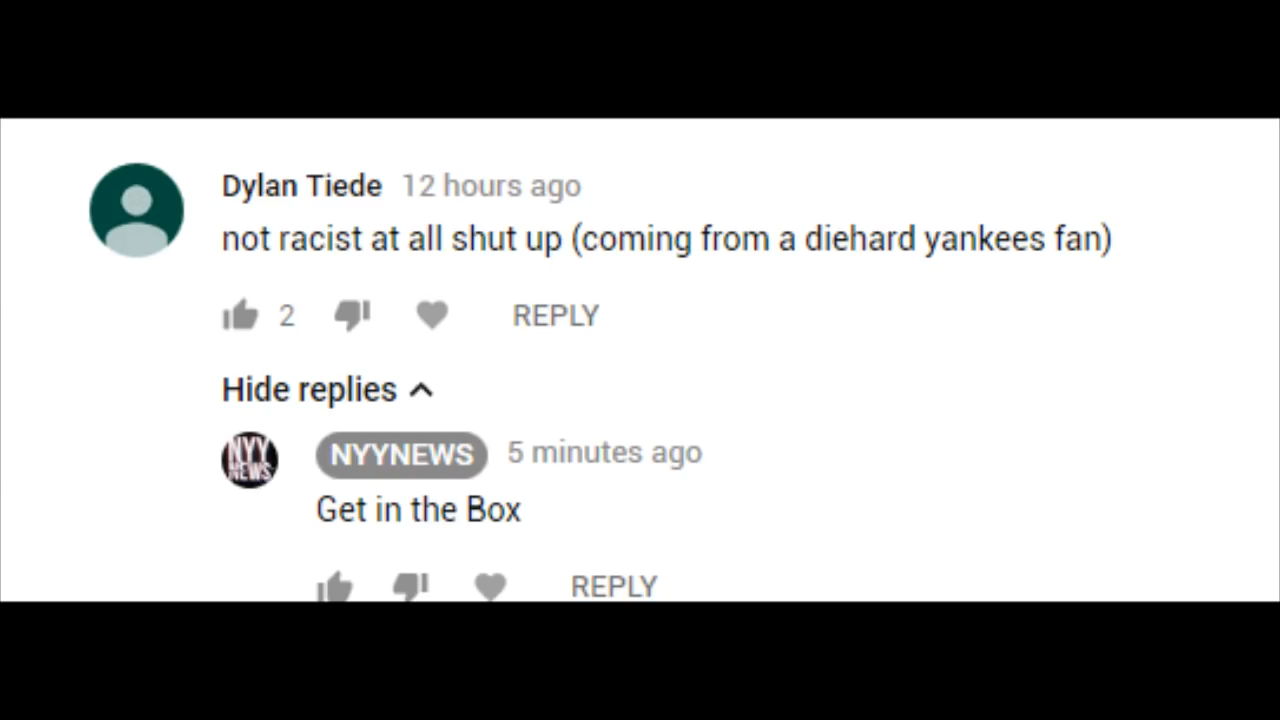 Dylan Tiede 12 hours ago
not racist at all shut up (coming from a diehard yankees fan)
2 REPLY
Hide replies
NYY
NEWS
NYYNEWS 5 minutes ago
Get in the Box
REPLY